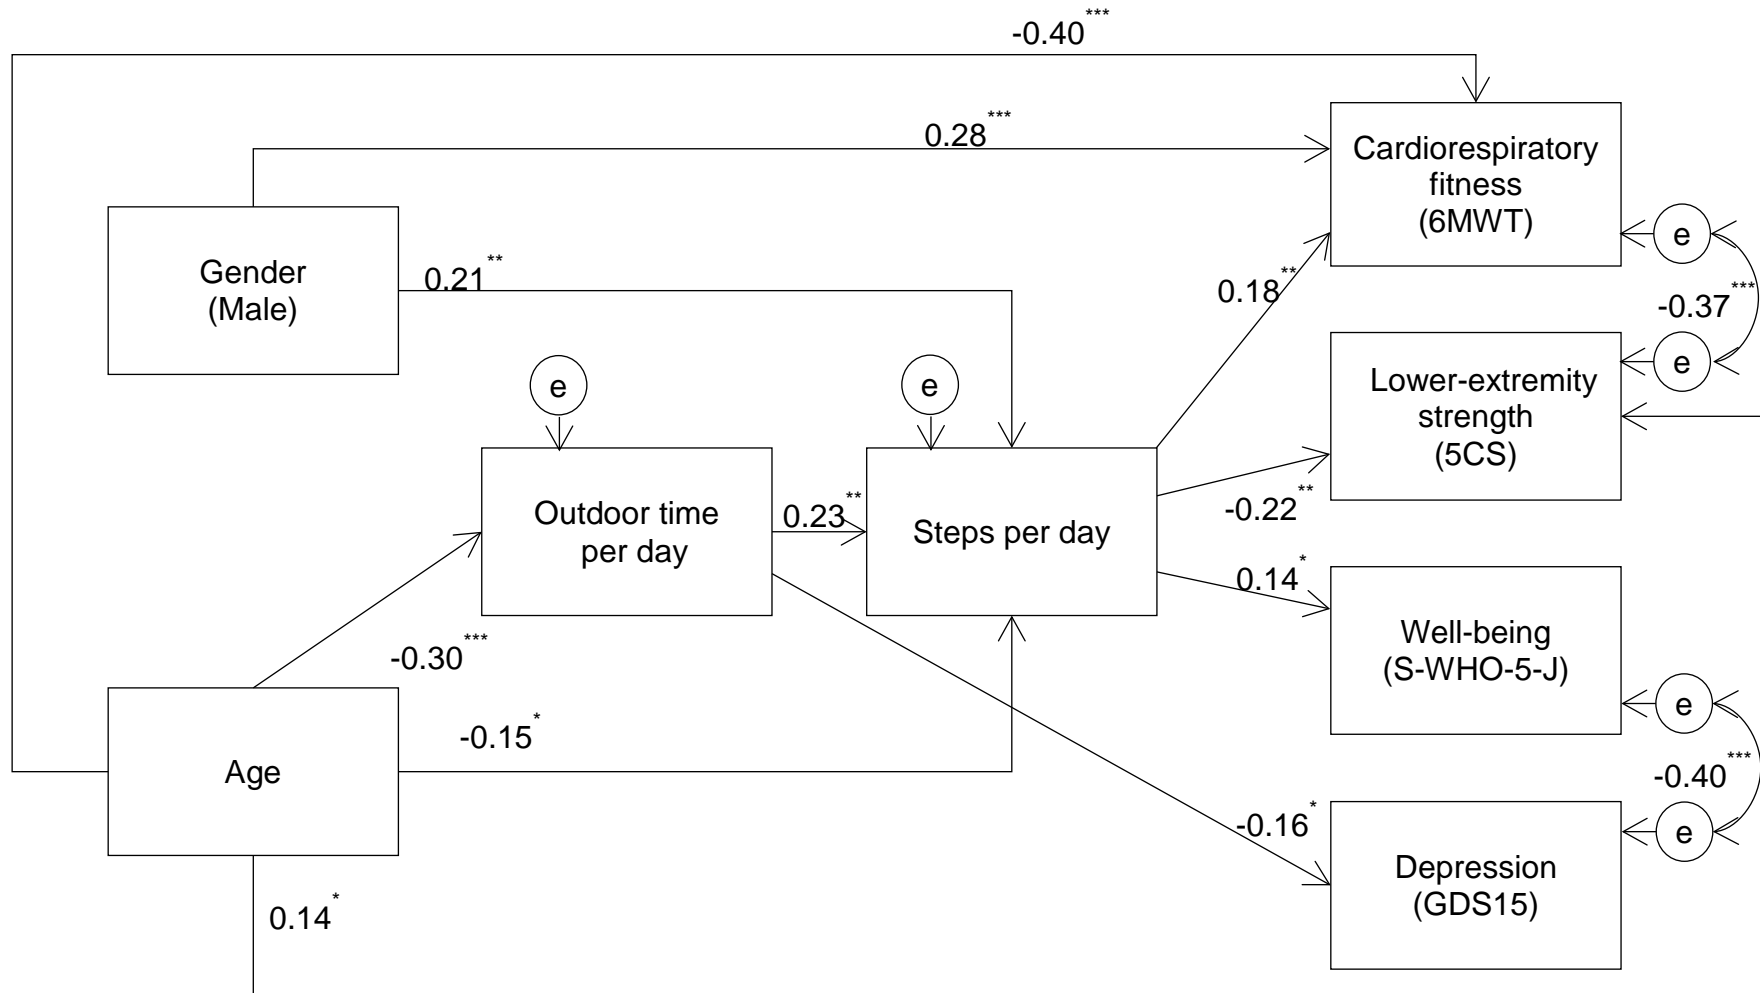 -0.40***
0.28***
Cardiorespiratory
fitness
(6MWT)
e
Gender
(Male)
0.21**
0.18**
-0.37***
e
e
e
Lower-extremity
strength
(5CS)
Outdoor time
per day
0.23**
Steps per day
-0.22**
0.14*
Well-being
(S-WHO-5-J)
-0.30***
e
-0.15*
Age
-0.40***
-0.16*
e
Depression
(GDS15)
0.14*